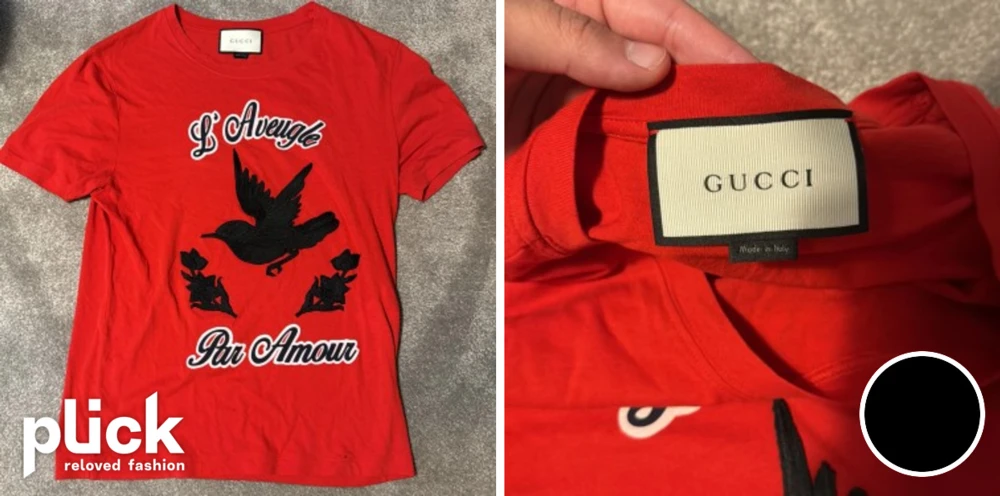 GUCCI
L'Aveugle
Par Amour
plick
reloved fashion
GUCCI
Made in Italy